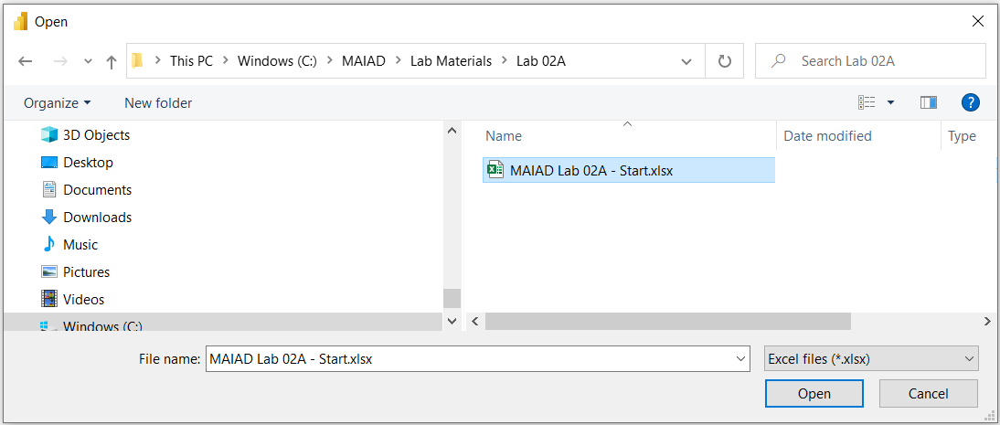 Open
This PC > Windows (C:) > MAIAD > Lab Materials > Lab 02A
Search Lab 02A
Organize
New folder
?
3D Objects
Desktop
Documents
Downloads
Music
Pictures
Videos
Windows (C:)
Name
Date modified
Type
MAIAD Lab 02A - Start.xlsx
File name:
MAIAD Lab 02A - Start.xlsx
Excel files (*.xlsx)
Open
Cancel